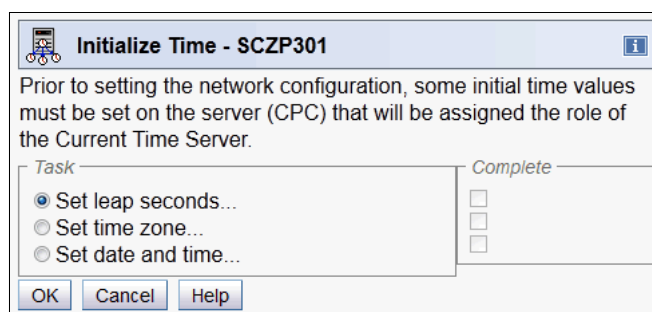 Initialize Time - SCZP301
i
Prior to setting the network configuration, some initial time values
must be set on the server (CPC) that will be assigned the role of
the Current Time Server.
Task
Complete
Set leap seconds...
Set time zone...
Set date and time...
OK Cancel Help